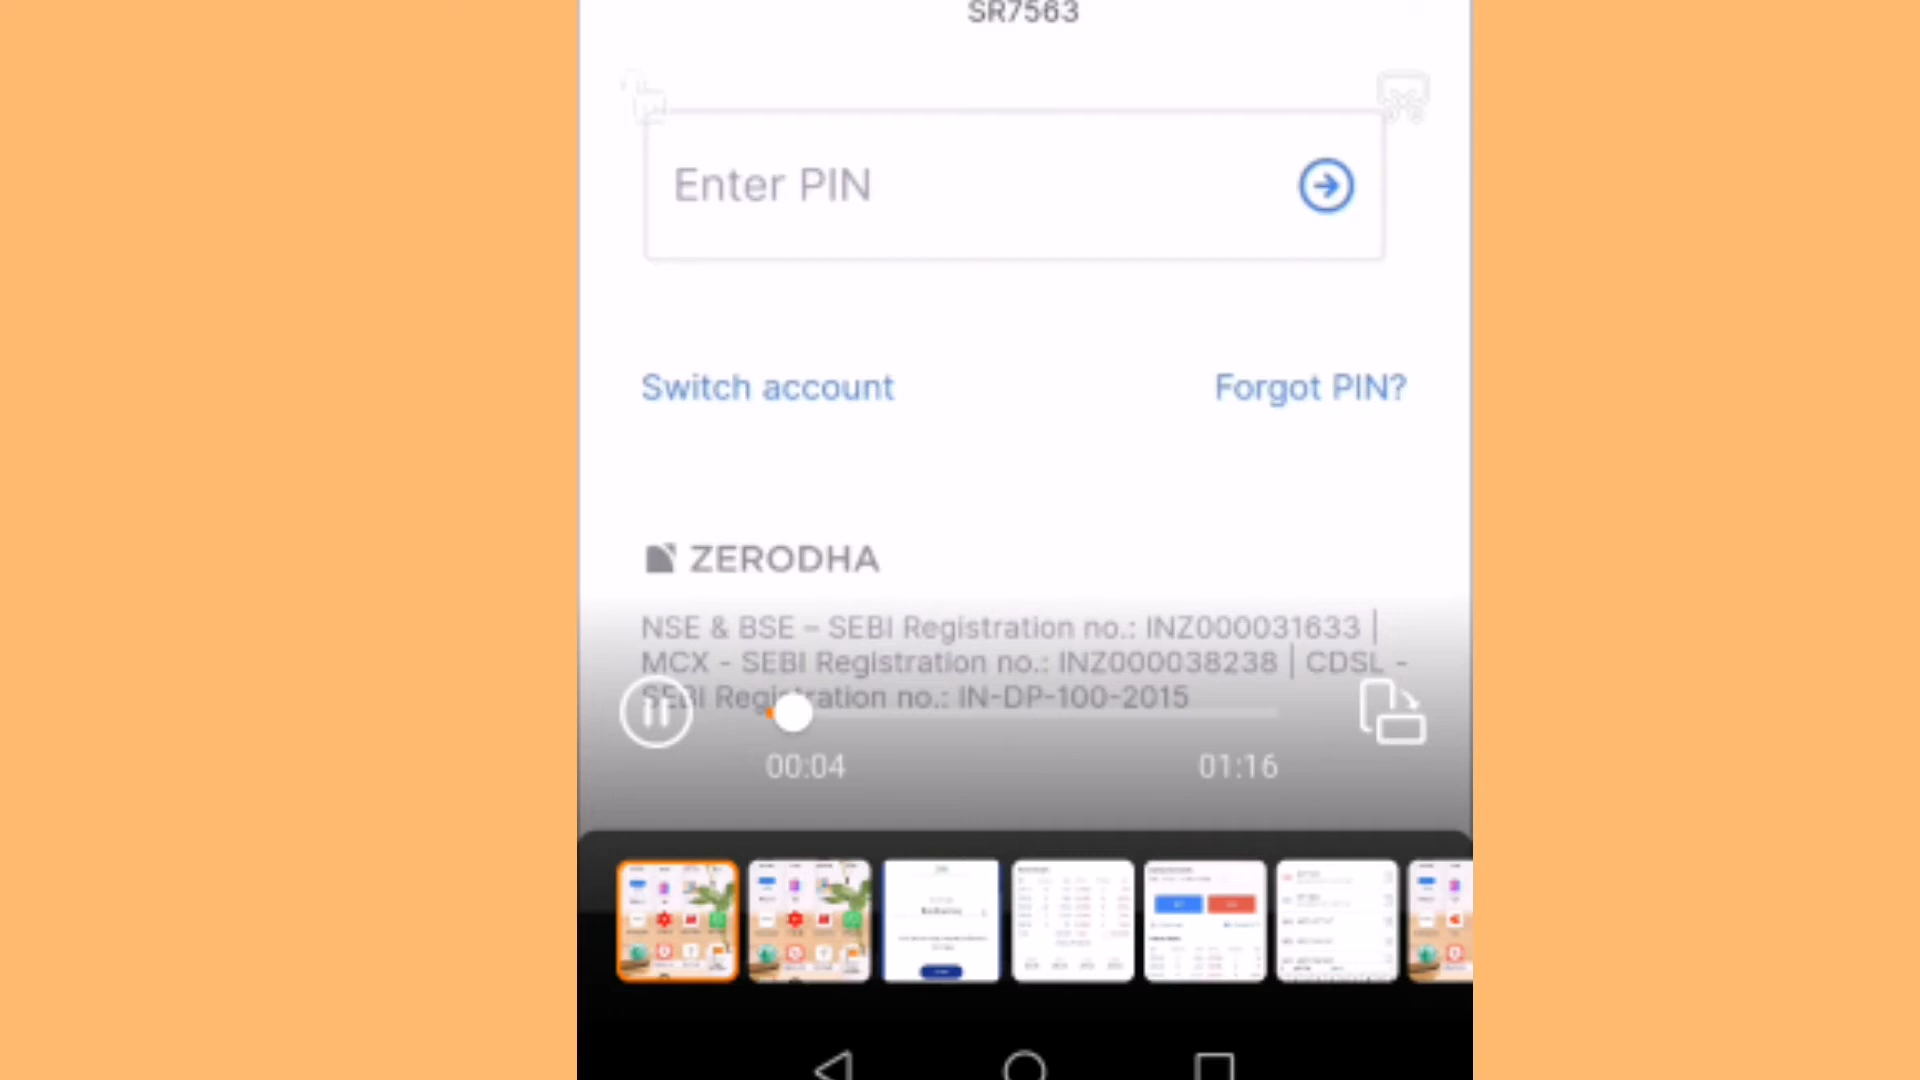 SR7563
Enter PIN
Switch account
Forgot PIN?
ZERODHA
NSE & BSE – SEBI Registration no.: INZ000031633 |
MCX - SEBI Registration no.: INZ000038238 | CDSL -
SEBI Registration no.: IN-DP-100-2015
00:04
01:16